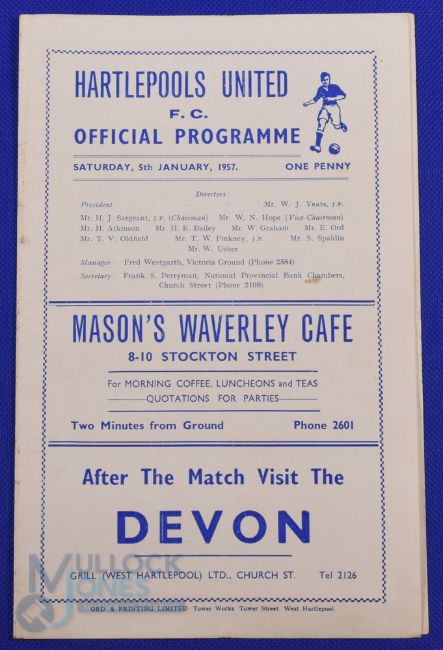 HARTLEPOOLS UNITED
F.C.
OFFICIAL PROGRAMME
SATURDAY, 5th JANUARY, 1957. ONE PENNY
Directors:
President - - - - Mr. W. J. Yeats, J.P.
Mr. H. J. Sargeant, J.P. (Chairman) Mr. W. N. Hope (Vice-Chairman)
Mr. H. Atkinson Mr. H. E. Bailey Mr. W. Graham Mr. E. Ord
Mr. T. V. Oldfield Mr. T. W. Pinkney, J.P. Mr. S. Spaldin
Mr. W. Usher
Manager: Fred Westgarth, Victoria Ground (Phone 2584)
Secretary: Frank S. Perryman, National Provincial Bank Chambers,
Church Street (Phone 2109)
MASON'S WAVERLEY CAFE
8-10 STOCKTON STREET
For MORNING COFFEE, LUNCHEONS and TEAS
QUOTATIONS FOR PARTIES
Two Minutes from Ground Phone 2601
After The Match Visit The
DEVON
GRILL (WEST HARTLEPOOL) LTD., CHURCH ST. Tel 2126
ORD & PRINTING LIMITED Tower Works Tower Street West Hartlepool.
MULLOCK
JONES